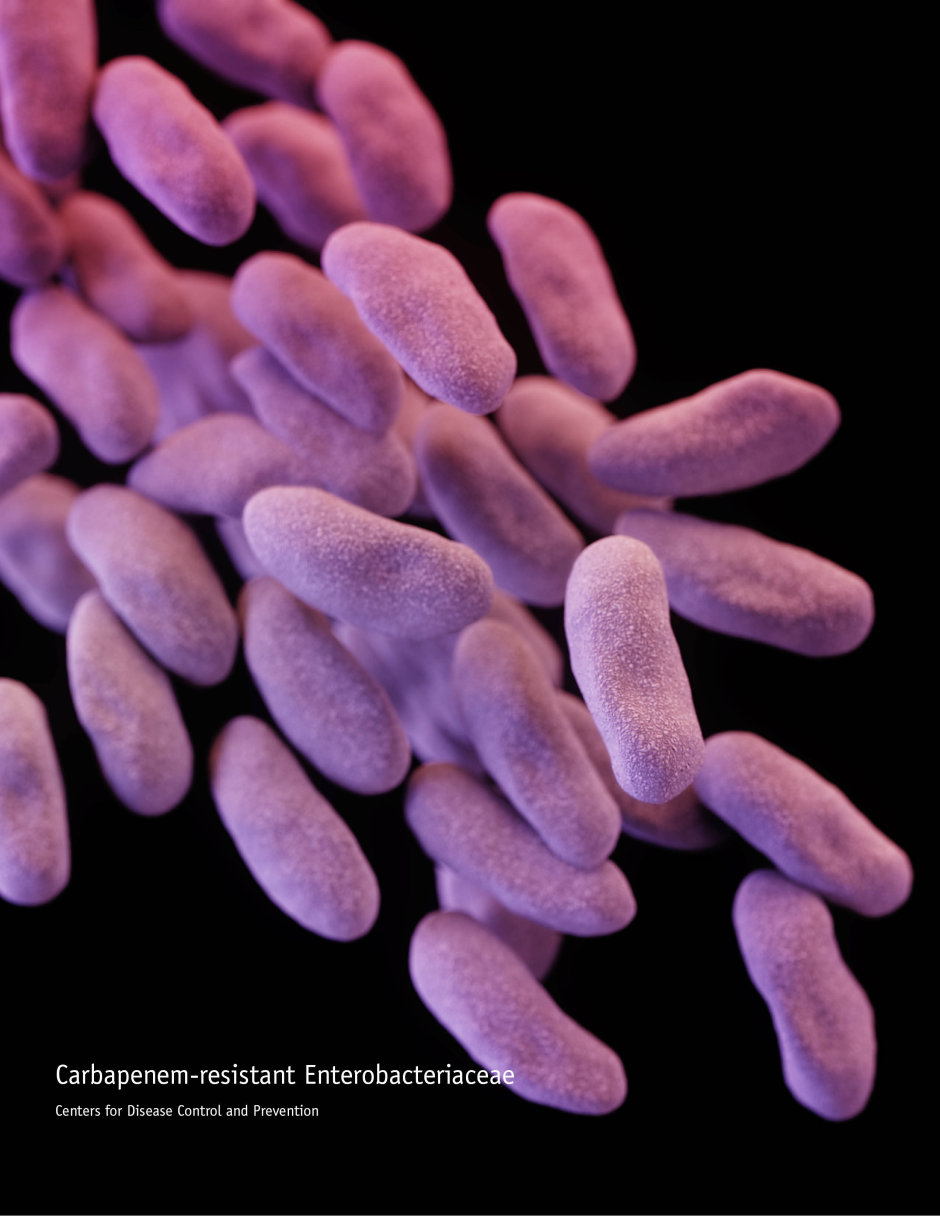 Carbapenem-resistant Enterobacteriaceae
Centers for Disease Control and Prevention